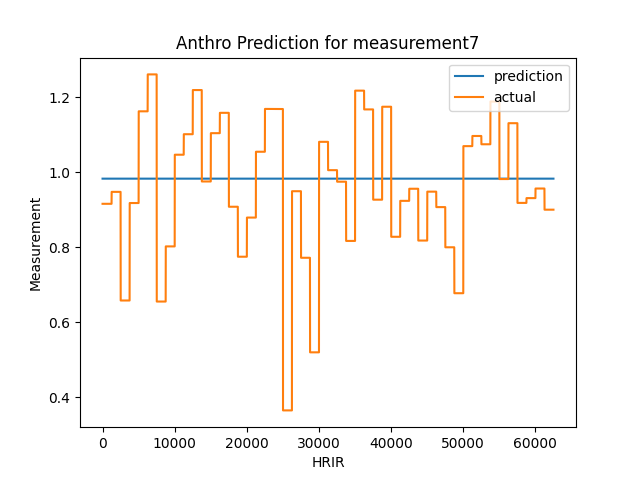 Anthro Prediction for measurement7
prediction
actual
Measurement
1.2
1.0
0.8
0.6
0.4
0 10000 20000 30000 40000 50000 60000
HRIR